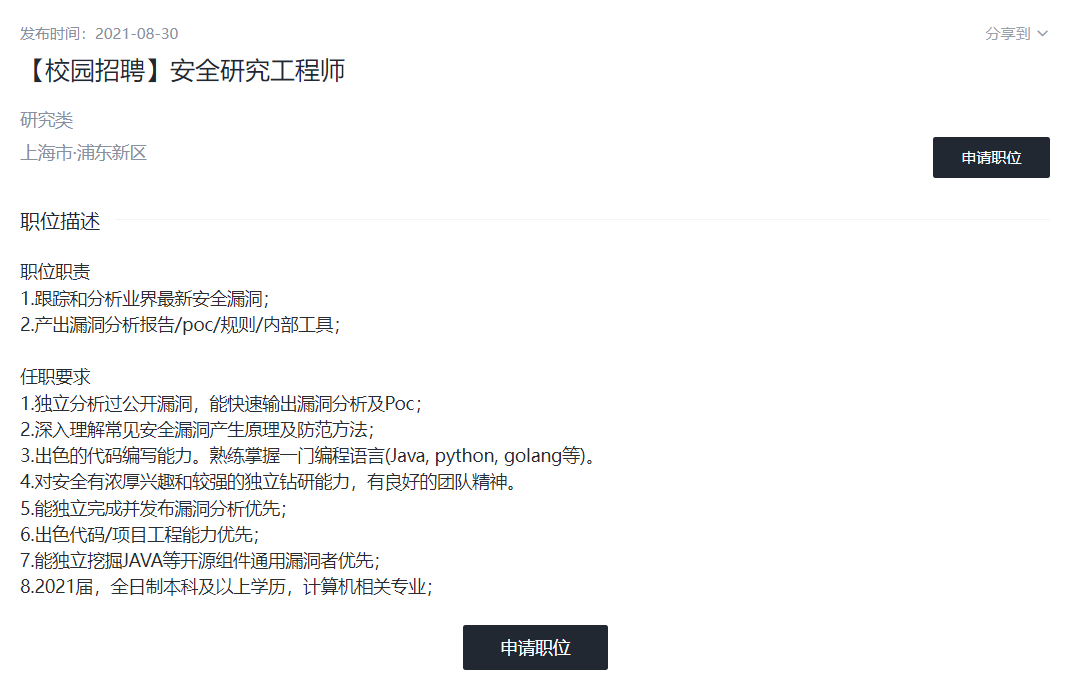 发布时间：2021-08-30
分享到
【校园招聘】安全研究工程师
研究类
上海市·浦东新区
申请职位
职位描述
职位职责
1.跟踪和分析业界最新安全漏洞；
2.产出漏洞分析报告/poc/规则/内部工具；
任职要求
1.独立分析过公开漏洞，能快速输出漏洞分析及Poc；
2.深入理解常见安全漏洞产生原理及防范方法；
3.出色的代码编写能力。熟练掌握一门编程语言(Java, python, golang等)。
4.对安全有浓厚兴趣和较强的独立钻研能力，有良好的团队精神。
5.能独立完成并发布漏洞分析优先；
6.出色代码/项目工程能力优先；
7.能独立挖掘JAVA等开源组件通用漏洞者优先；
8.2021届，全日制本科及以上学历，计算机相关专业；
申请职位